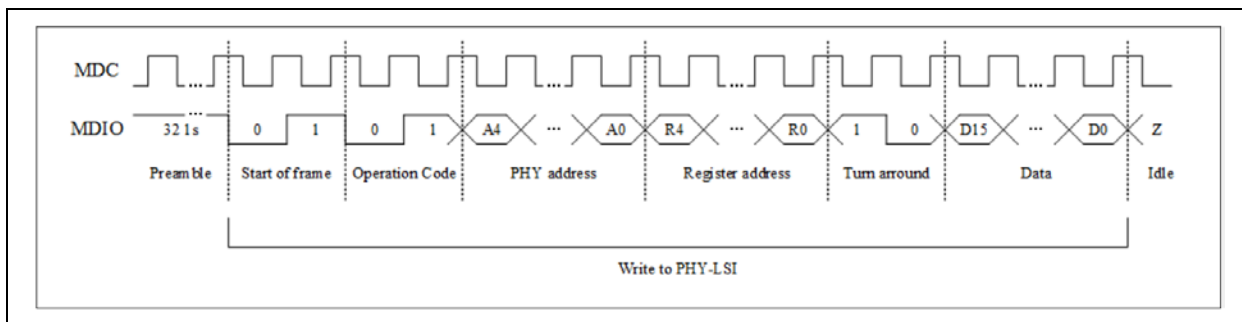 MDC ... ... ... ...
MDIO ... 32 1s 0 1 0 1 A4 ... A0 R4 ... R0 1 0 D15 ... D0 Z
Preamble Start of frame Operation Code PHY address Register address Turn arround Data Idle
Write to PHY-LSI